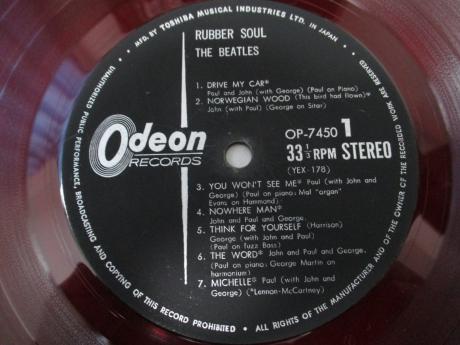 • MFD. BY TOSHIBA MUSICAL INDUSTRIES LTD. IN JAPAN •
RUBBER SOUL
THE BEATLES
1. DRIVE MY CAR*
Paul and John (with George) (Paul on Piano)
2. NORWEGIAN WOOD (This bird had flown)*
John (with Paul) (George on Sitar)
Odeon
RECORDS
OP-7450 1
33 1/3 RPM STEREO
(YEX-178)
3. YOU WON'T SEE ME* Paul (with John and
George) (Paul on piano: Mal "organ"
Evans on Hammond)
4. NOWHERE MAN*
John and Paul and George.
5. THINK FOR YOURSELF (Harrison)
George (with John and Paul)
(Paul on fuzz Bass)
6. THE WORD* John and Paul and George.
(Paul on piano: George Martin on
harmonium)
7. MICHELLE* Paul (with John and
George) (*Lennon-McCartney)
UNAUTHORIZED PUBLIC PERFORMANCE, BROADCASTING AND COPYING OF THIS RECORD PROHIBITED • ALL RIGHTS OF THE MANUFACTURER AND OF THE OWNER OF THE RECORDED WORK ARE RESERVED